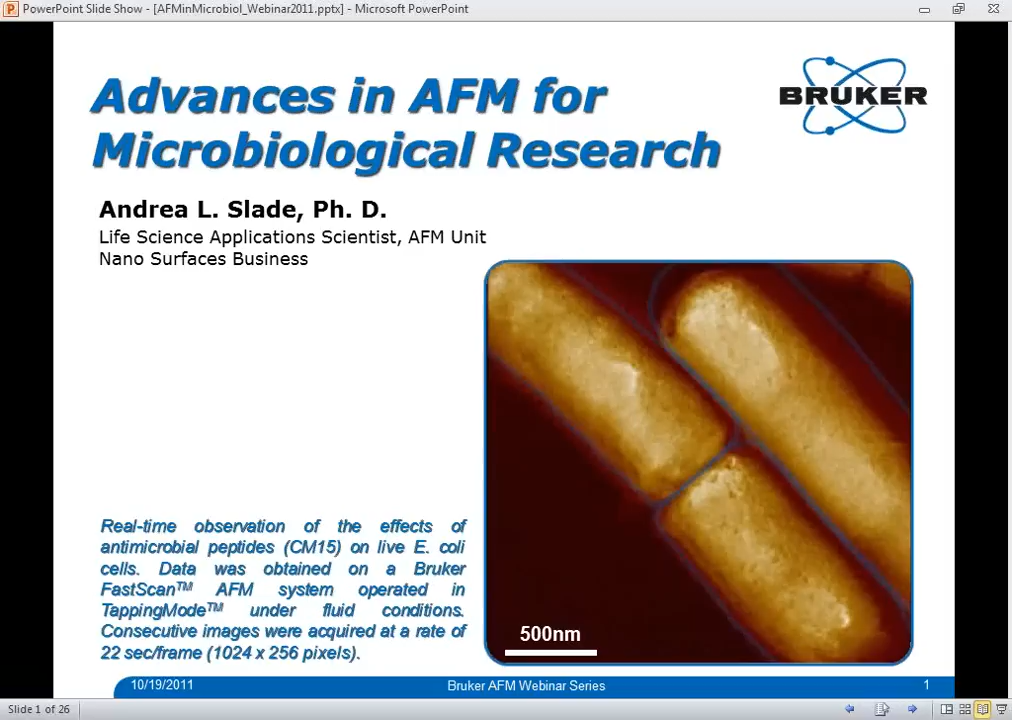 PowerPoint Slide Show - [AFMinMicrobiol_Webinar2011.pptx] - Microsoft PowerPoint
Advances in AFM for
Microbiological Research
BRUKER
Andrea L. Slade, Ph. D.
Life Science Applications Scientist, AFM Unit
Nano Surfaces Business
Real-time observation of the effects of
antimicrobial peptides (CM15) on live E. coli
cells. Data was obtained on a Bruker
FastScan™ AFM system operated in
TappingMode™ under fluid conditions.
Consecutive images were acquired at a rate of
22 sec/frame (1024 x 256 pixels).
500nm
10/19/2011
Bruker AFM Webinar Series
1
Slide 1 of 26